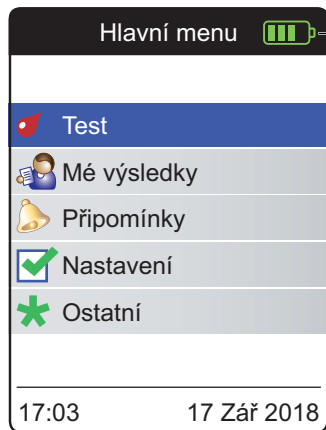 Hlavní menu
Test
Mé výsledky
Připomínky
Nastavení
Ostatní
17:03 17 Zář 2018